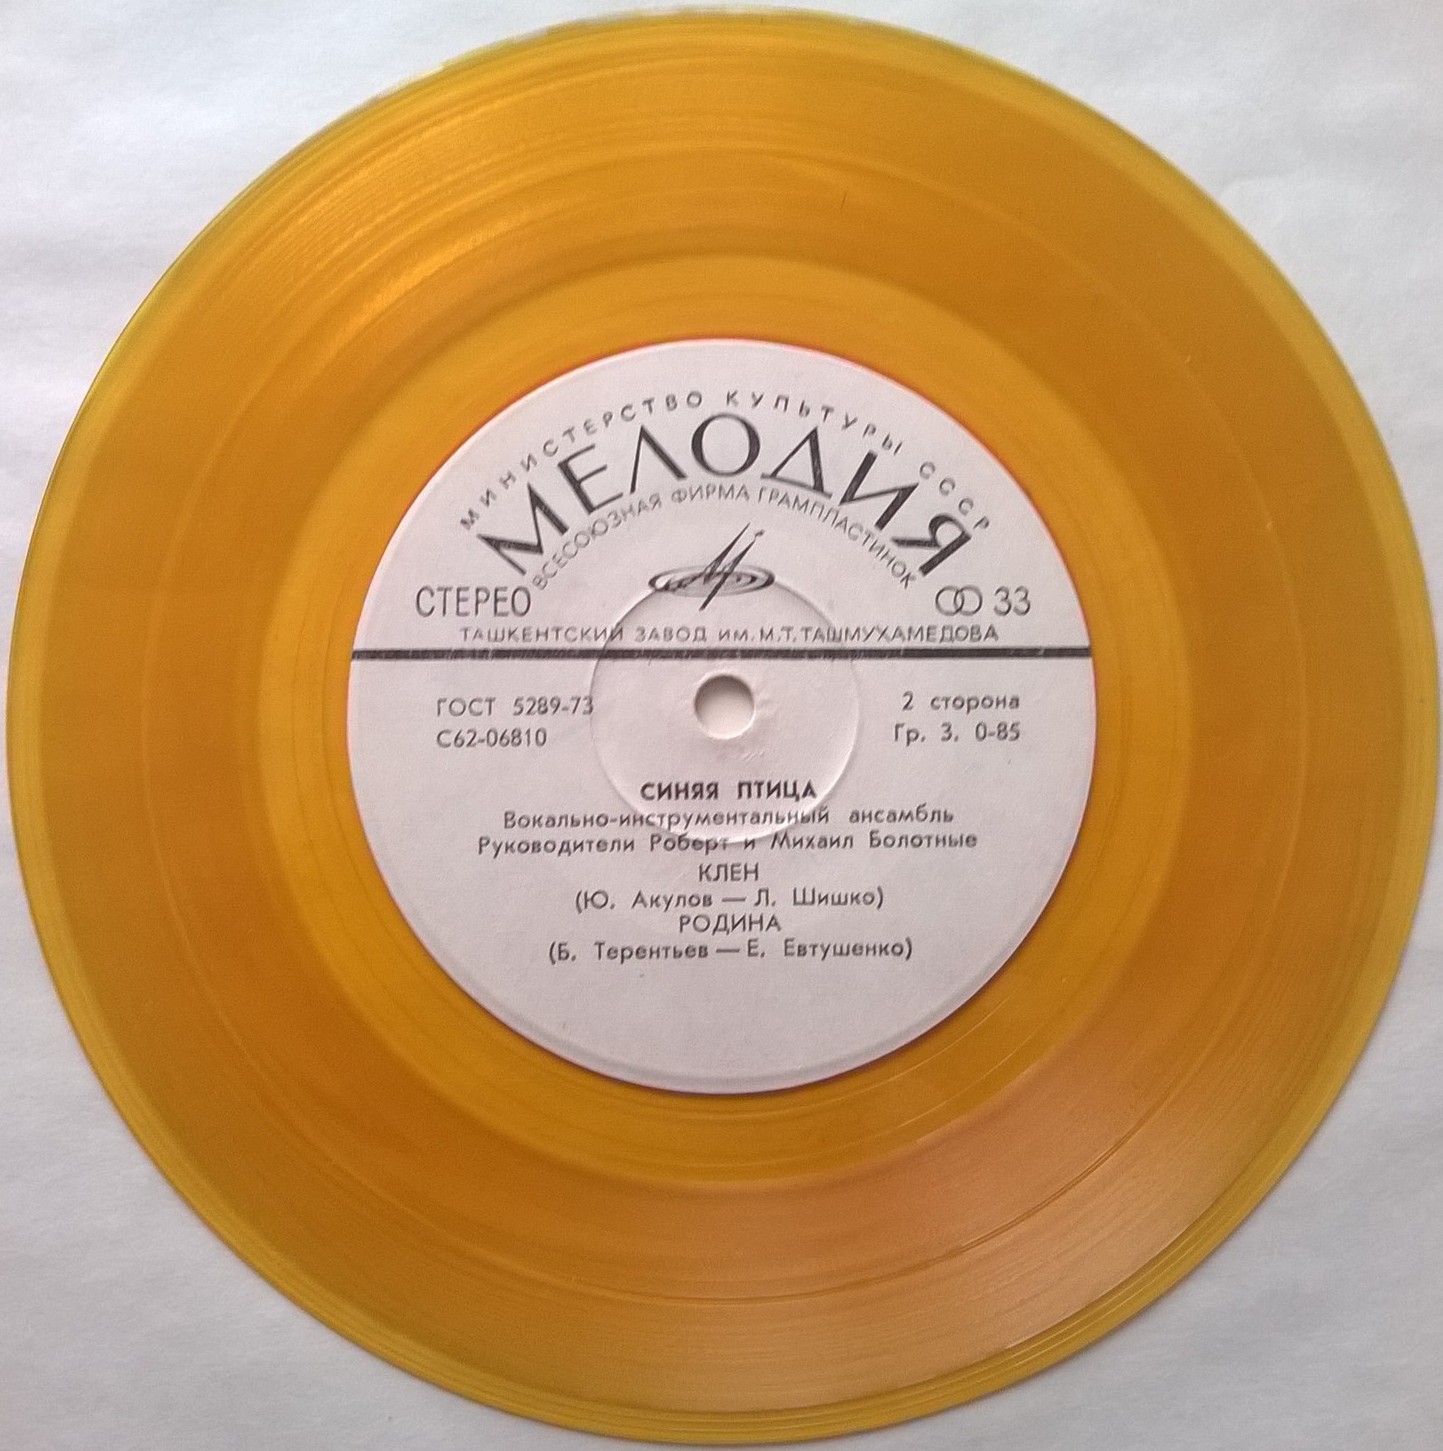 МИНИСТЕРСТВО КУЛЬТУРЫ СССР
МЕЛОДИЯ
ВСЕСОЮЗНАЯ ФИРМА ГРАМПЛАСТИНОК
СТЕРЕО 33
ТАШКЕНТСКИЙ ЗАВОД ИМ. М.Т. ТАШМУХАМЕДОВА
ГОСТ 5289-73 2 сторона
С62-06810 Гр. 3. 0-85
СИНЯЯ ПТИЦА
Вокально-инструментальный ансамбль
Руководители Роберт и Михаил Болотные
КЛЕН
(Ю. Акулов — Л. Шишко)
РОДИНА
(Б. Терентьев — Е. Евтушенко)